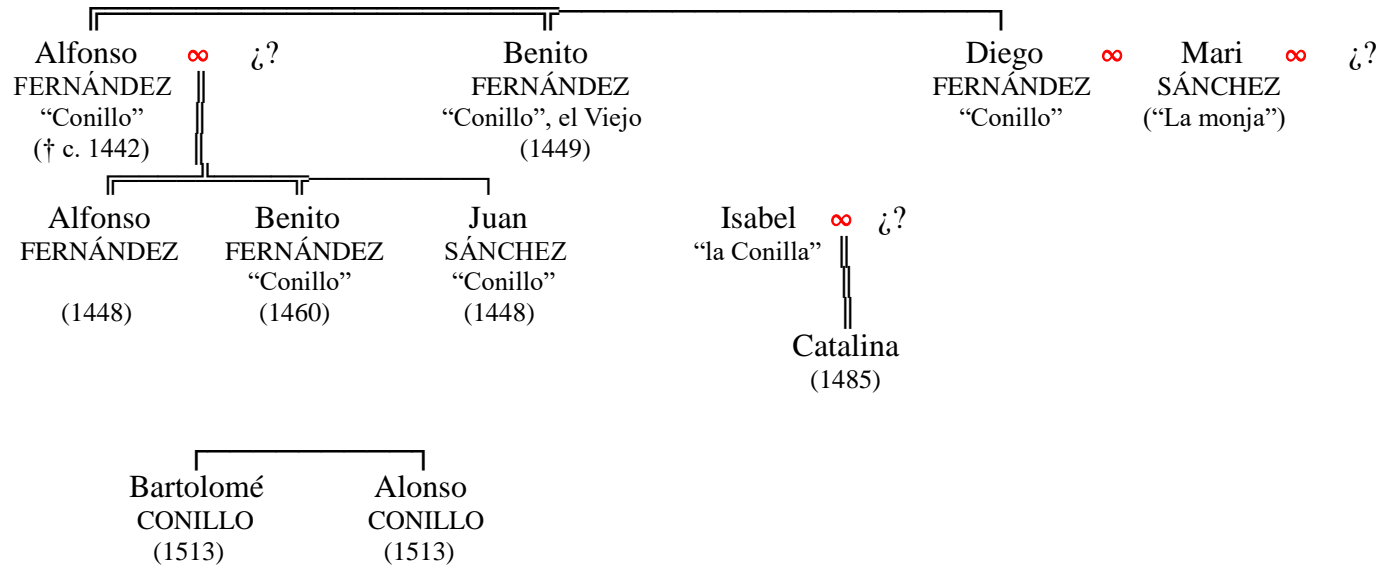 Alfonso ∞ ¿? Benito Diego ∞ Mari ∞ ¿?
FERNÁNDEZ FERNÁNDEZ FERNÁNDEZ SÁNCHEZ
“Conillo” “Conillo”, el Viejo “Conillo” (“La monja”)
(† c. 1442) (1449)
Alfonso Benito Juan Isabel ∞ ¿?
FERNÁNDEZ FERNÁNDEZ SÁNCHEZ “la Conilla”
“Conillo” “Conillo”
(1448) (1460) (1448)
Catalina
(1485)
Bartolomé Alonso
CONILLO CONILLO
(1513) (1513)